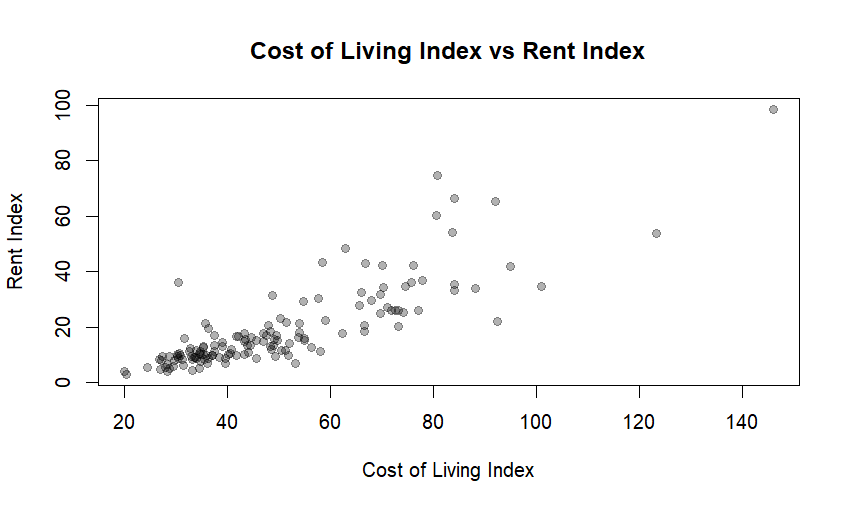 Cost of Living Index vs Rent Index
Rent Index
100
80
60
40
20
0
20 40 60 80 100 120 140
Cost of Living Index